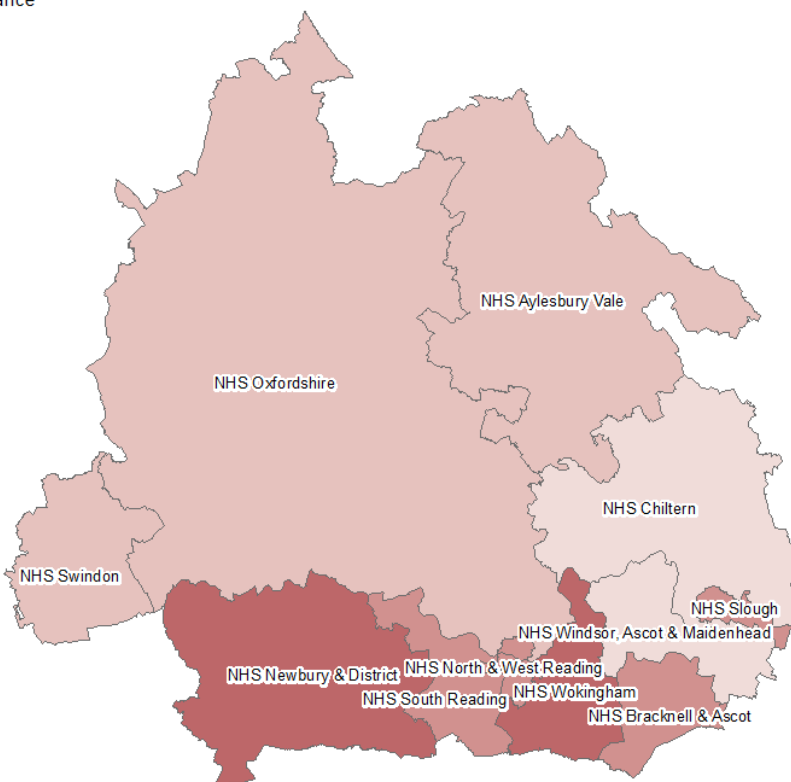 NHS Aylesbury Vale
NHS Oxfordshire
NHS Chiltern
NHS Swindon
NHS Slough
NHS Windsor, Ascot & Maidenhead
NHS North & West Reading
NHS Newbury & District
NHS Wokingham
NHS South Reading
NHS Bracknell & Ascot